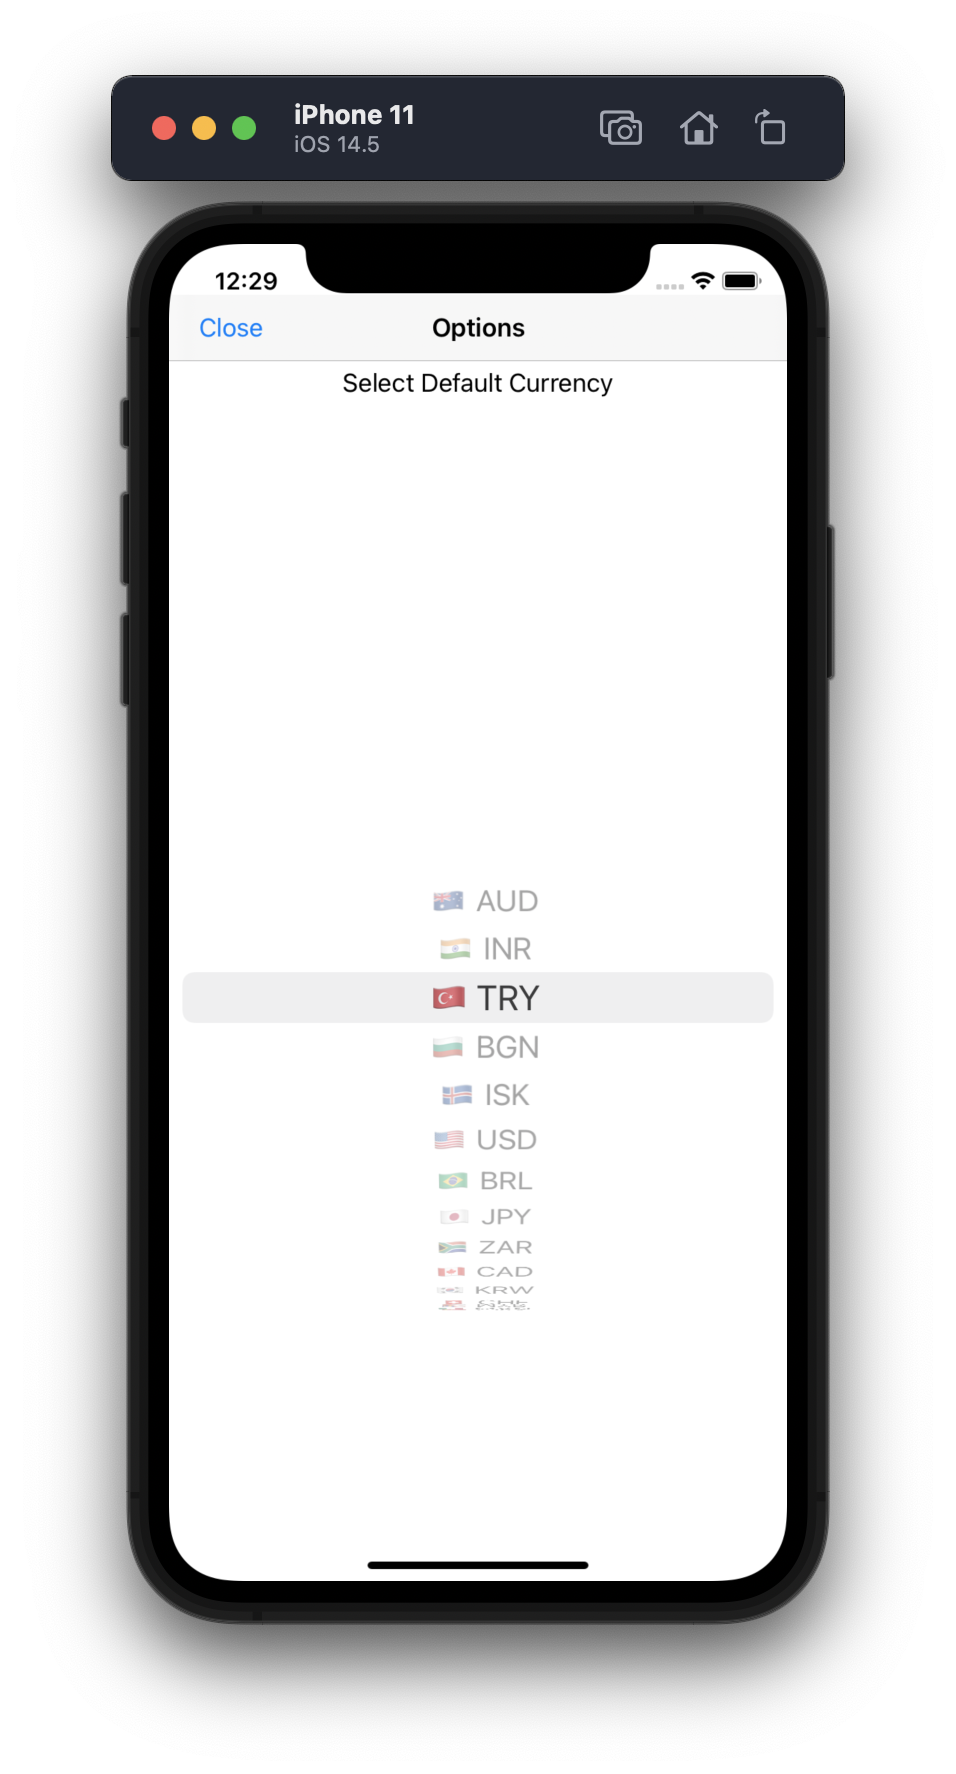 iPhone 11
iOS 14.5
12:29
Close
Options
Select Default Currency
AUD
INR
TRY
BGN
ISK
USD
BRL
JPY
ZAR
CAD
KRW